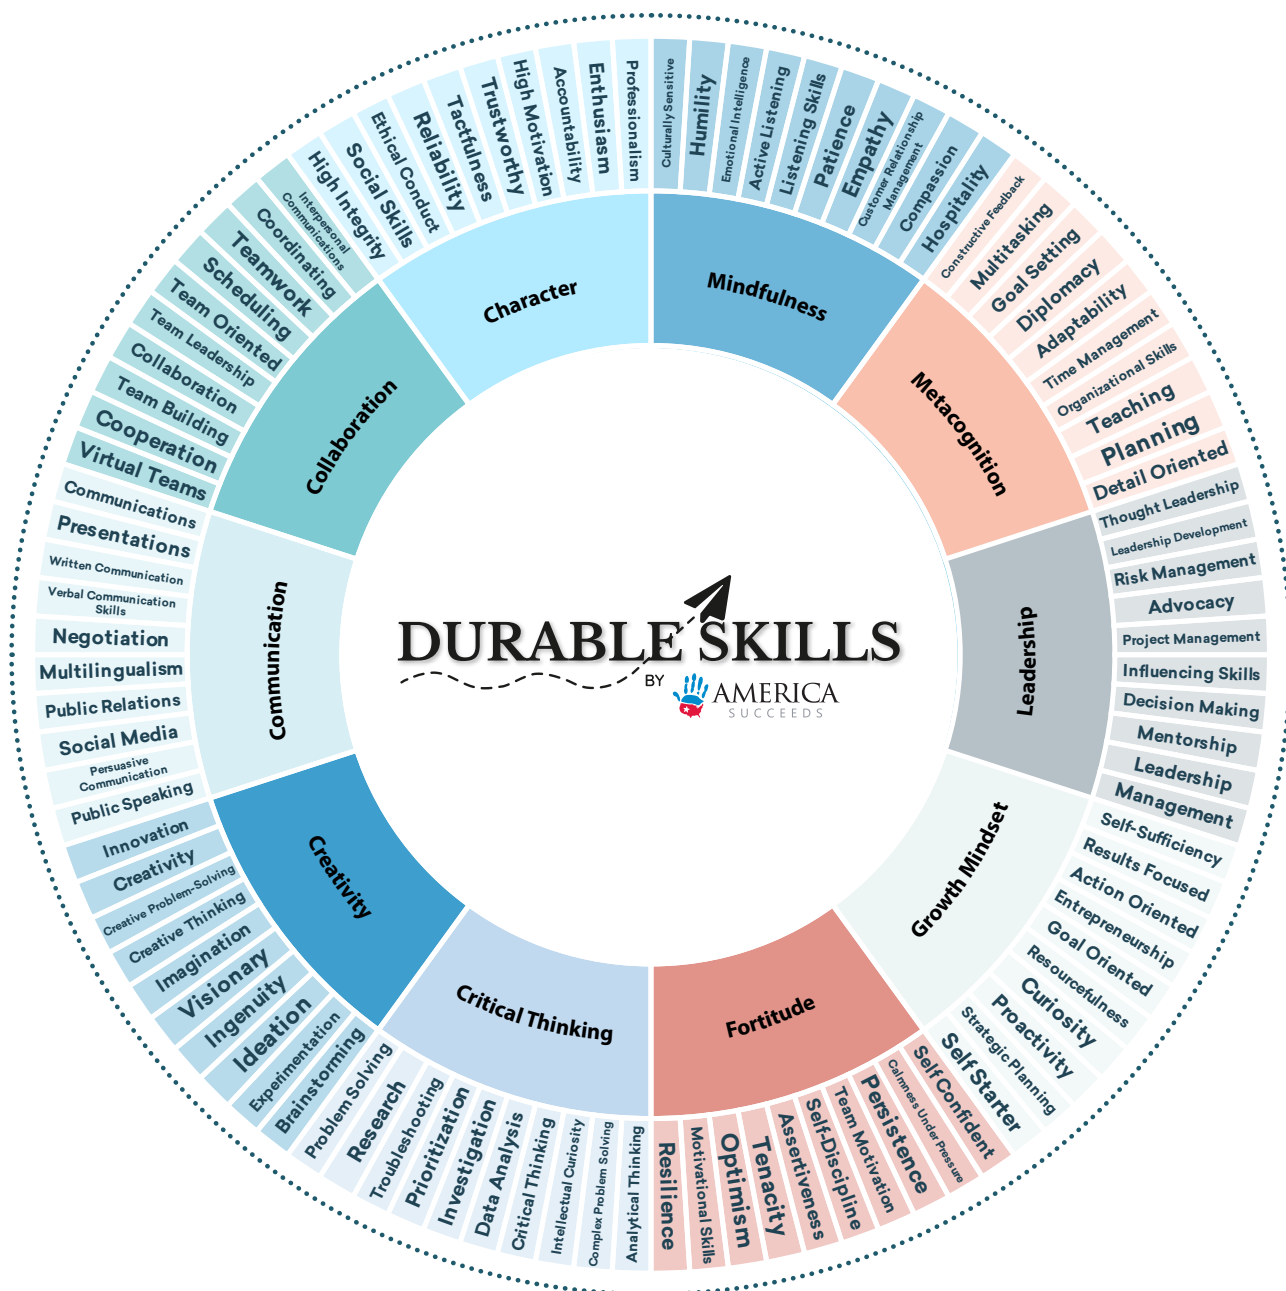 DURABLE SKILLS
BY
AMERICA
SUCCEEDS
Mindfulness
Culturally Sensitive
Humility
Emotional Intelligence
Active Listening
Listening Skills
Patience
Empathy
Customer Relationship
Management
Compassion
Hospitality
Metacognition
Constructive Feedback
Multitasking
Goal Setting
Diplomacy
Adaptability
Time Management
Organizational Skills
Teaching
Planning
Detail Oriented
Leadership
Thought Leadership
Leadership Development
Risk Management
Advocacy
Project Management
Influencing Skills
Decision Making
Mentorship
Leadership
Management
Growth Mindset
Self-Sufficiency
Results Focused
Action Oriented
Entrepreneurship
Goal Oriented
Resourcefulness
Curiosity
Proactivity
Strategic Planning
Self Starter
Fortitude
Self Confident
Calmness Under Pressure
Persistence
Team Motivation
Self-Discipline
Assertiveness
Tenacity
Optimism
Motivational Skills
Resilience
Critical Thinking
Analytical Thinking
Complex Problem Solving
Intellectual Curiosity
Critical Thinking
Data Analysis
Investigation
Prioritization
Troubleshooting
Research
Problem Solving
Creativity
Brainstorming
Experimentation
Ideation
Ingenuity
Visionary
Imagination
Creative Thinking
Creative Problem-Solving
Creativity
Innovation
Communication
Public Speaking
Persuasive
Communication
Social Media
Public Relations
Multilingualism
Negotiation
Verbal Communication
Skills
Written Communication
Presentations
Communications
Collaboration
Virtual Teams
Cooperation
Team Building
Collaboration
Team Leadership
Team Oriented
Scheduling
Teamwork
Coordinating
Interpersonal
Communications
Character
High Integrity
Social Skills
Ethical Conduct
Reliability
Tactfulness
Trustworthy
High Motivation
Accountability
Enthusiasm
Professionalism